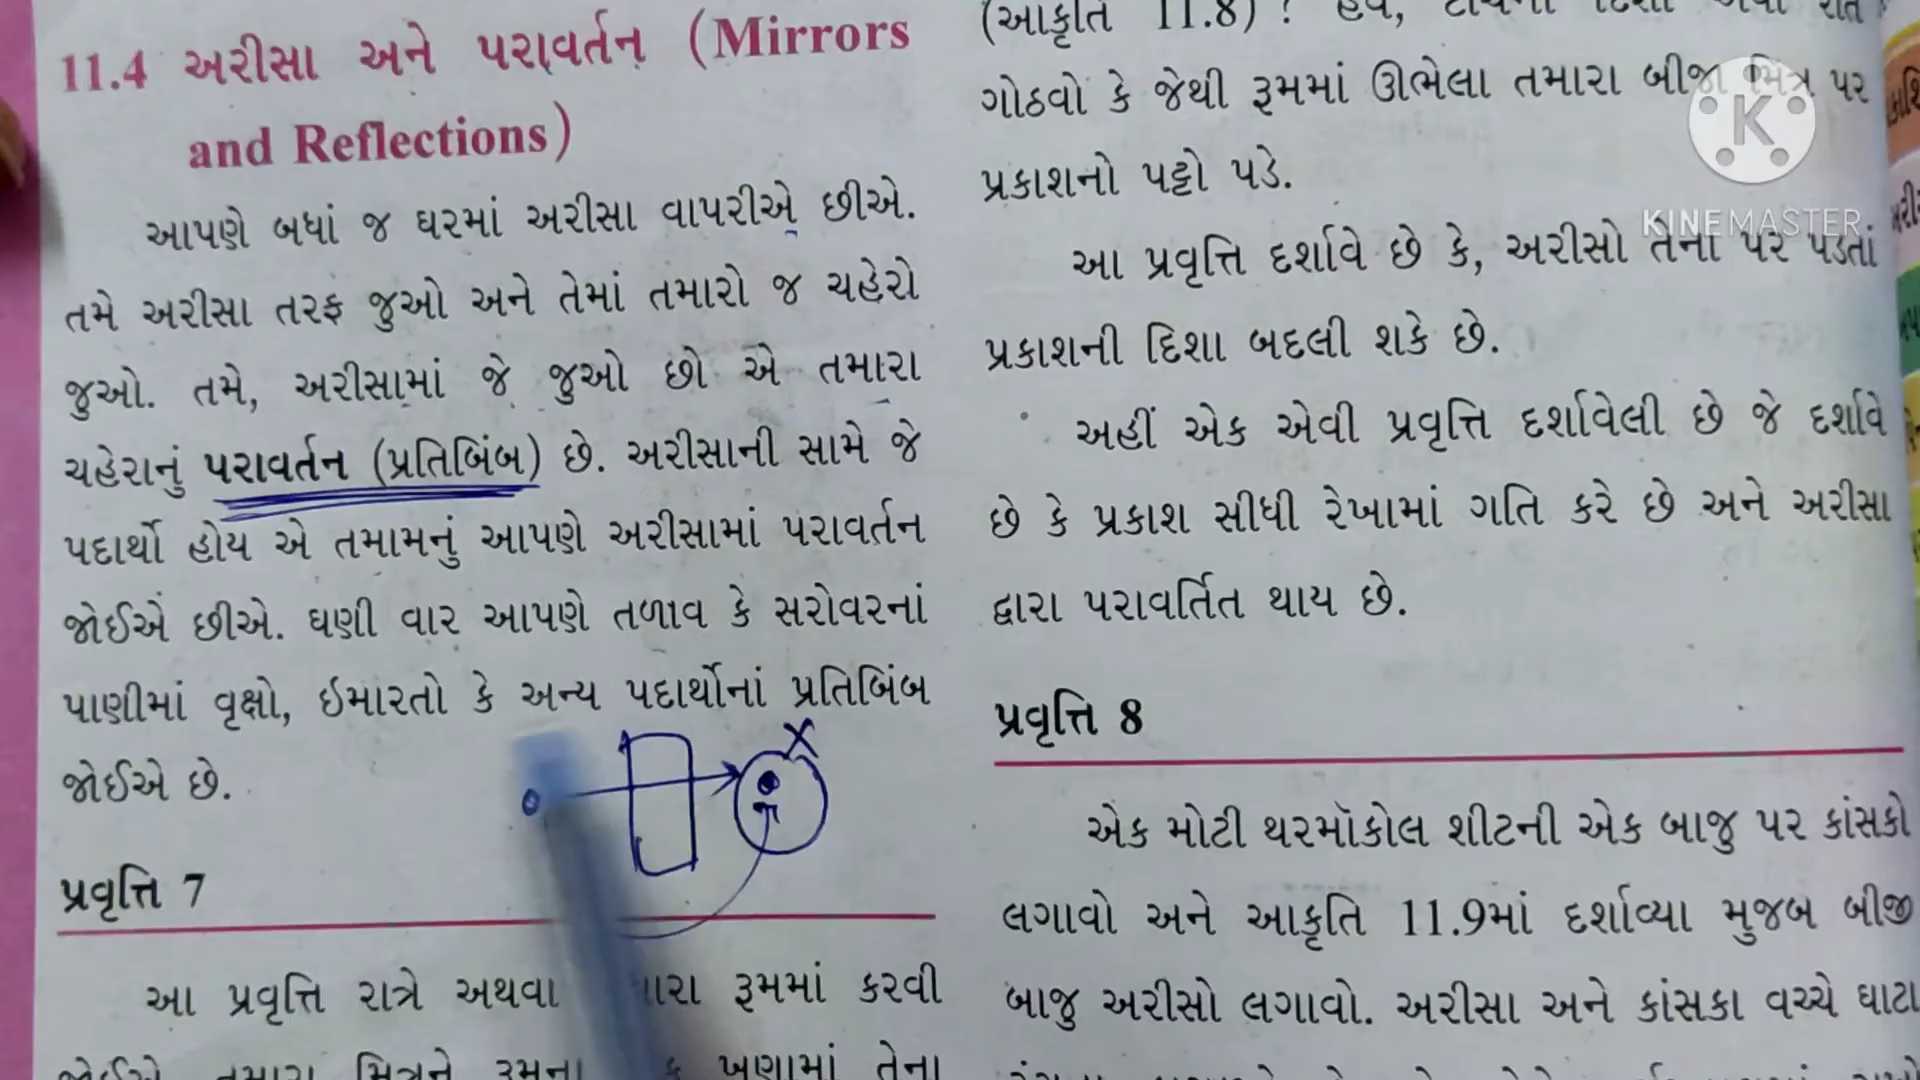 11.4 અરીસા અને પરાવર્તન (Mirrors
and Reflections)
આપણે બધાં જ ઘરમાં અરીસા વાપરીએ છીએ.
તમે અરીસા તરફ જુઓ અને તેમાં તમારો જ ચહેરો
જુઓ. તમે, અરીસામાં જે જુઓ છો એ તમારા
ચહેરાનું પરાવર્તન (પ્રતિબિંબ) છે. અરીસાની સામે જે
પદાર્થો હોય એ તમામનું આપણે અરીસામાં પરાવર્તન
જોઈએ છીએ. ઘણી વાર આપણે તળાવ કે સરોવરનાં
પાણીમાં વૃક્ષો, ઈમારતો કે અન્ય પદાર્થોનાં પ્રતિબિંબ
જોઈએ છે.
X
પ્રવૃત્તિ 7
આ પ્રવૃત્તિ રાત્રે અથવા રૂમમાં કરવી
ખૂણામાં તેના
(આકૃતિ 11.8) ?
ગોઠવો કે જેથી રૂમમાં ઊભેલા તમારા બીજા મિત્ર પર
પ્રકાશનો પટ્ટો પડે.
આ પ્રવૃત્તિ દર્શાવે છે કે, અરીસો તેના પર પડતાં
પ્રકાશની દિશા બદલી શકે છે.
અહીં એક એવી પ્રવૃત્તિ દર્શાવેલી છે જે દર્શાવે
છે કે પ્રકાશ સીધી રેખામાં ગતિ કરે છે અને અરીસા
દ્વારા પરાવર્તિત થાય છે.
પ્રવૃત્તિ 8
એક મોટી થરમૉકોલ શીટની એક બાજુ પર કાંસકો
લગાવો અને આકૃતિ 11.9માં દર્શાવ્યા મુજબ બીજી
બાજુ અરીસો લગાવો. અરીસા અને કાંસકા વચ્ચે ઘાટા
K
KINEMASTER